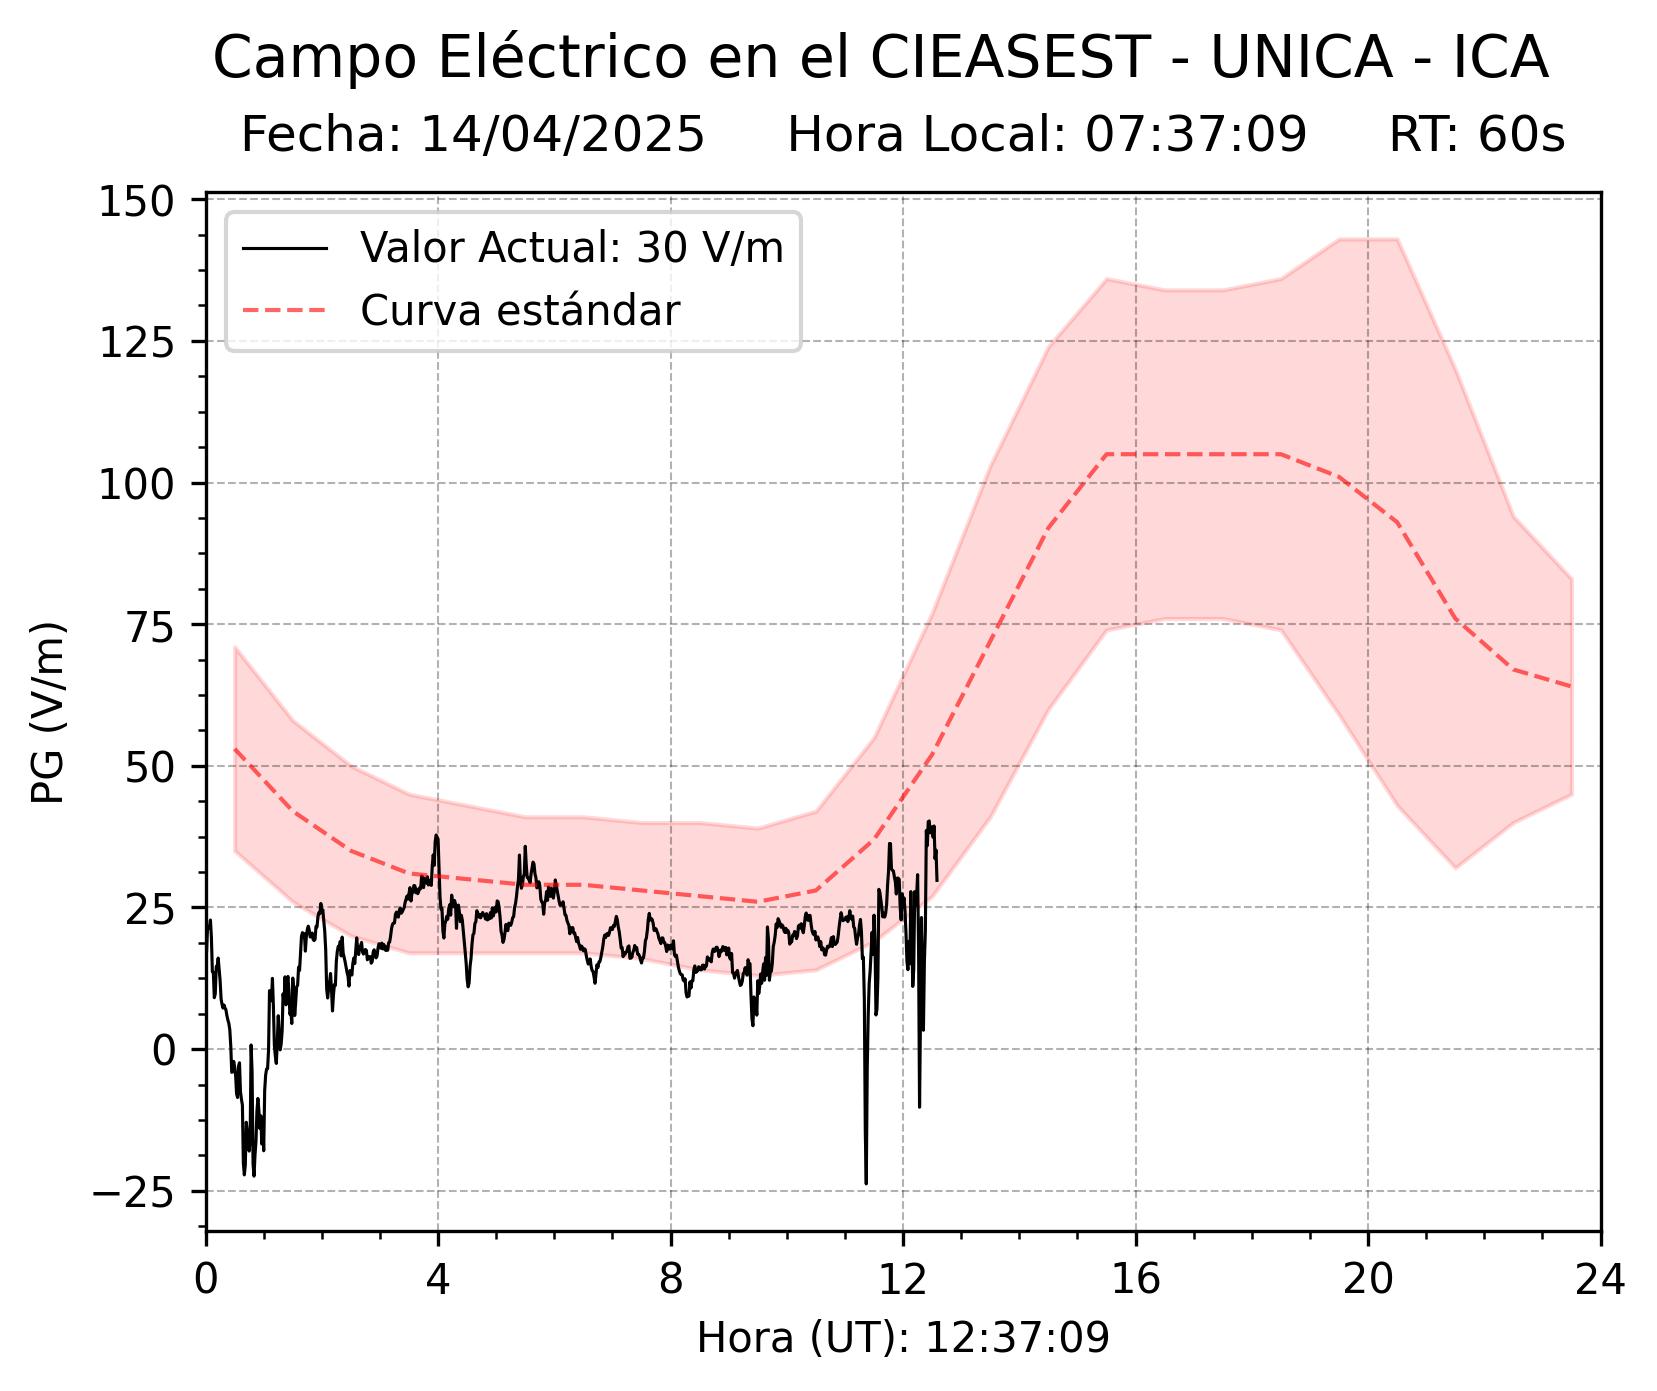 Campo Eléctrico en el CIEASEST - UNICA - ICA
Fecha: 14/04/2025 Hora Local: 07:37:09 RT: 60s
Valor Actual: 30 V/m
Curva estándar
PG (V/m)
150
125
100
75
50
25
0
−25
0 4 8 12 16 20 24
Hora (UT): 12:37:09